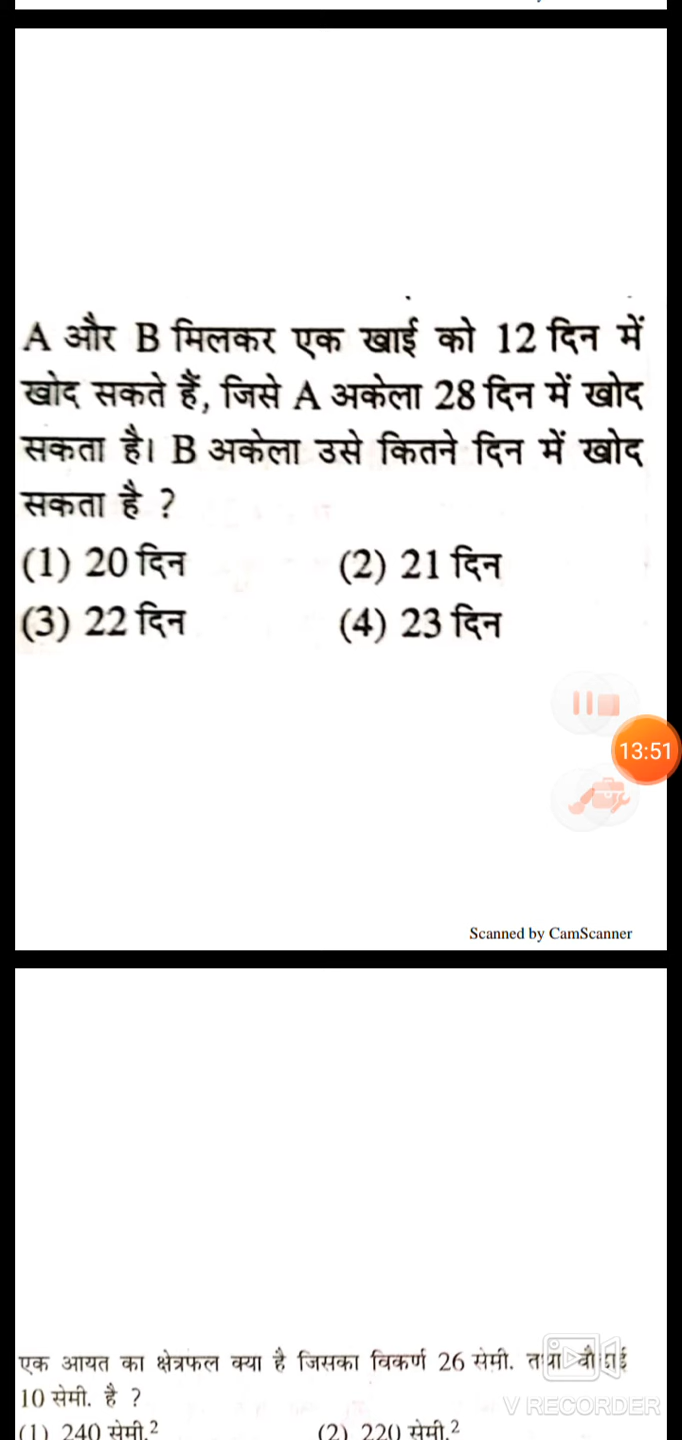 A और B मिलकर एक खाई को 12 दिन में
खोद सकते हैं, जिसे A अकेला 28 दिन में खोद
सकता है। B अकेला उसे कितने दिन में खोद
सकता है ?
(1) 20 दिन (2) 21 दिन
(3) 22 दिन (4) 23 दिन
13:51
Scanned by CamScanner
एक आयत का क्षेत्रफल क्या है जिसका विकर्ण 26 सेमी. तथा चौड़ाई
10 सेमी. है ?
V RECORDER
(1) 240 सेमी.² (2) 220 सेमी.²